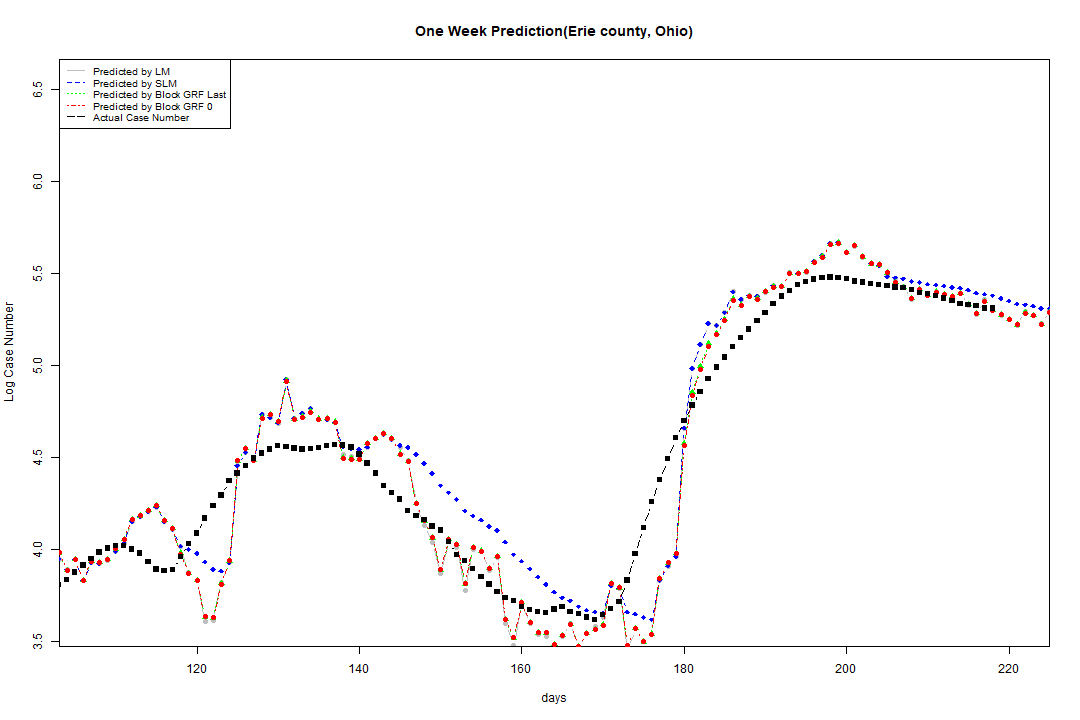 One Week Prediction(Erie county, Ohio)
Predicted by LM
Predicted by SLM
Predicted by Block GRF Last
Predicted by Block GRF 0
Actual Case Number
6.5
6.0
5.5
5.0
4.5
4.0
3.5
Log Case Number
120 140 160 180 200 220
days